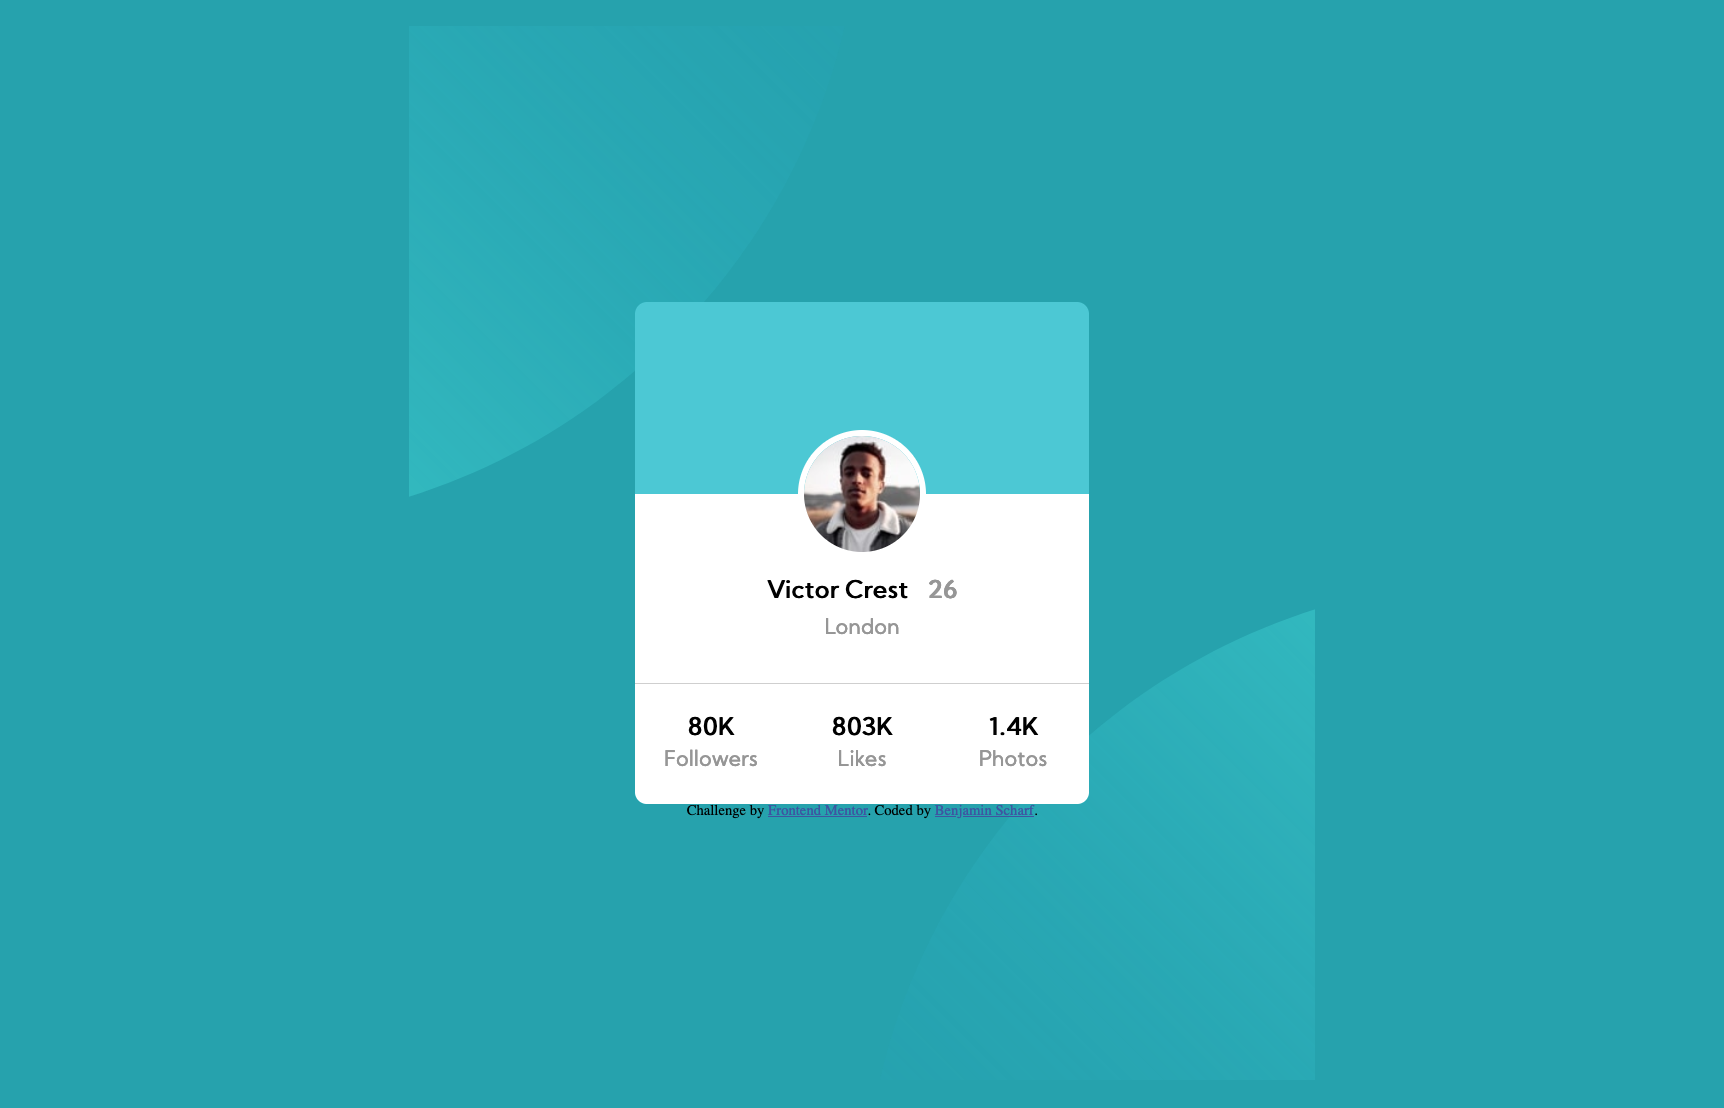 Victor Crest 26
London
80K 803K 1.4K
Followers Likes Photos
Challenge by Frontend Mentor. Coded by Benjamin Scharf.